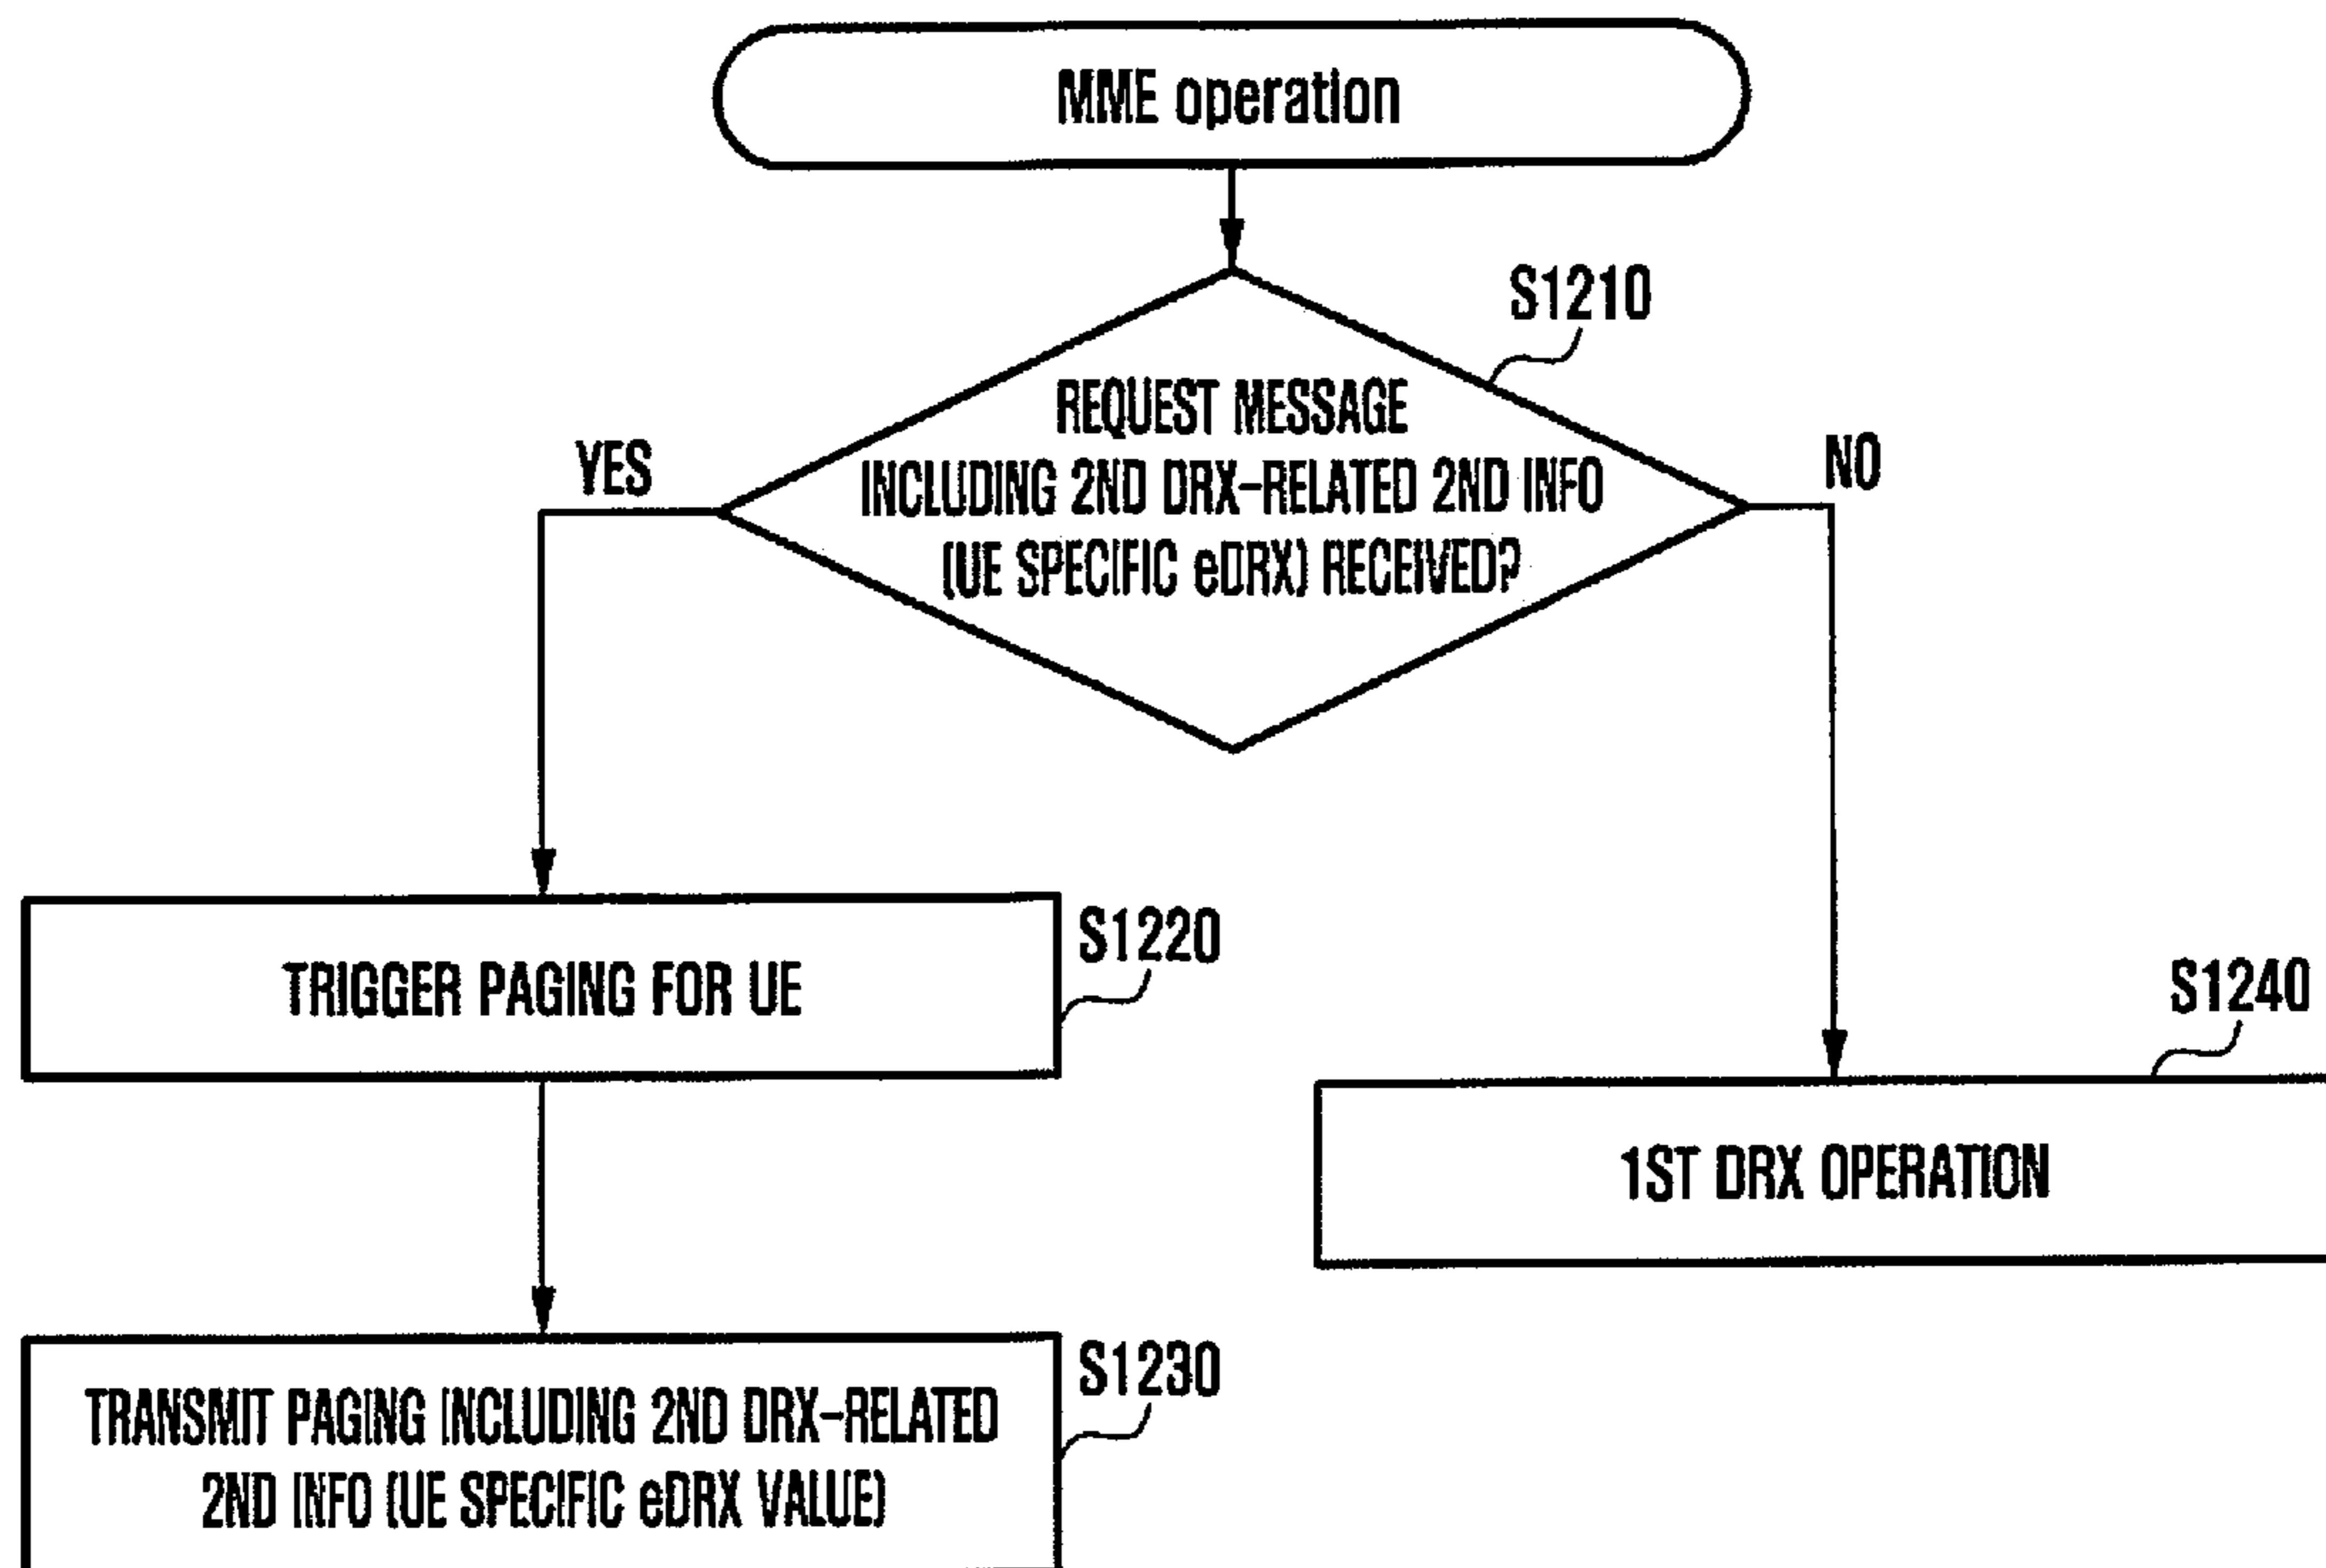 MME operation
S1210
REQUEST MESSAGE
INCLUDING 2ND DRX-RELATED 2ND INFO
(UE SPECIFIC eDRX) RECEIVED?
YES
NO
TRIGGER PAGING FOR UE
S1220
S1240
1ST DRX OPERATION
S1230
TRANSMIT PAGING INCLUDING 2ND DRX-RELATED
2ND INFO (UE SPECIFIC eDRX VALUE)